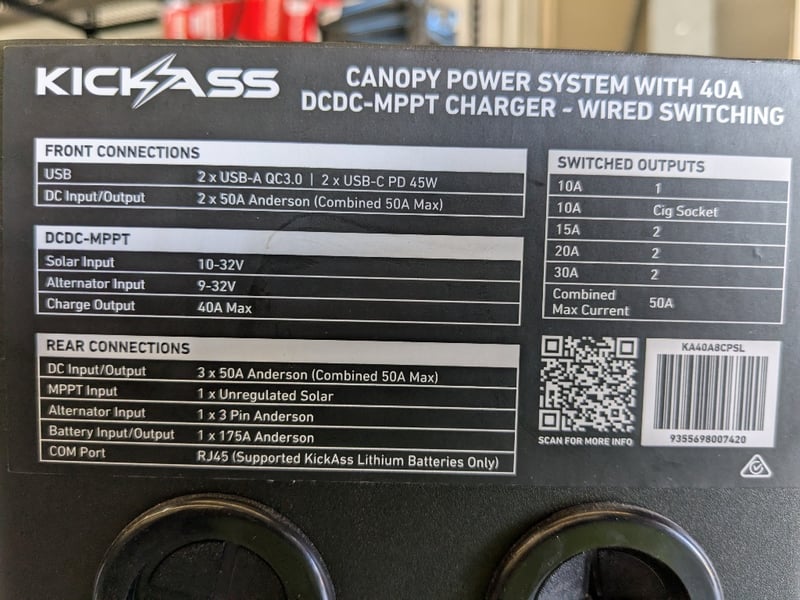 KICKASS
CANOPY POWER SYSTEM WITH 40A
DCDC-MPPT CHARGER - WIRED SWITCHING
FRONT CONNECTIONS
USB 2 x USB-A QC3.0 | 2 x USB-C PD 45W
DC Input/Output 2 x 50A Anderson (Combined 50A Max)
DCDC-MPPT
Solar Input 10-32V
Alternator Input 9-32V
Charge Output 40A Max
REAR CONNECTIONS
DC Input/Output 3 x 50A Anderson (Combined 50A Max)
MPPT Input 1 x Unregulated Solar
Alternator Input 1 x 3 Pin Anderson
Battery Input/Output 1 x 175A Anderson
COM Port RJ45 (Supported KickAss Lithium Batteries Only)
SWITCHED OUTPUTS
10A 1
10A Cig Socket
15A 2
20A 2
30A 2
Combined
Max Current 50A
SCAN FOR MORE INFO
KA40A8CPSL
9355698007420